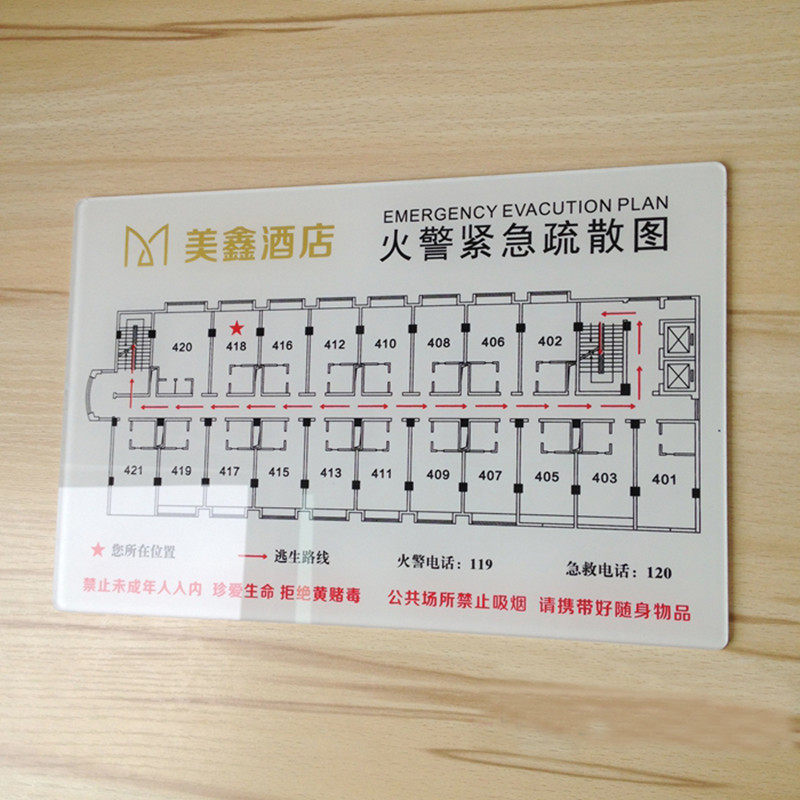 美鑫酒店
EMERGENCY EVACUTION PLAN
火警紧急疏散图
420 418 416 412 410 408 406 402
421 419 417 415 413 411 409 407 405 403 401
您所在位置 逃生路线 火警电话：119 急救电话：120
禁止未成年人入内 珍爱生命 拒绝黄赌毒 公共场所禁止吸烟 请携带好随身物品